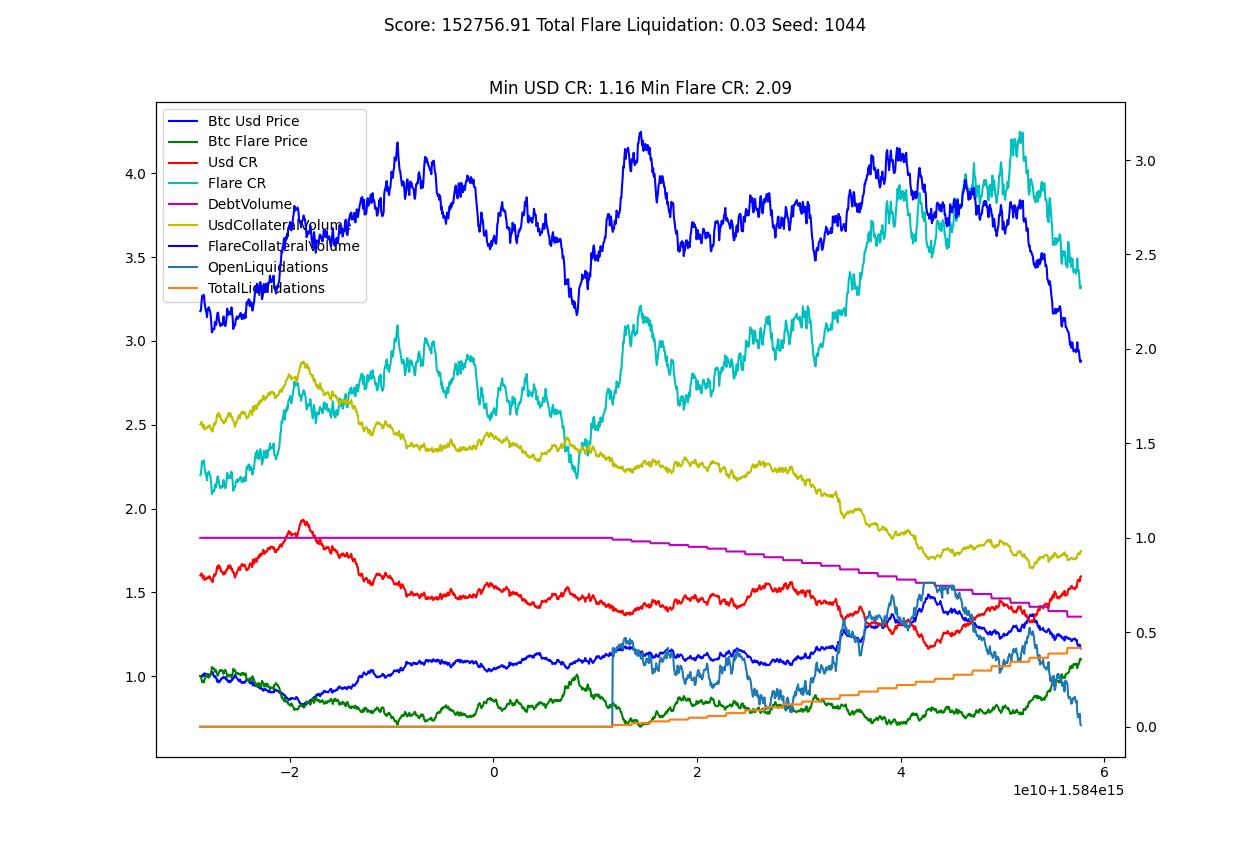 Score: 152756.91 Total Flare Liquidation: 0.03 Seed: 1044
Min USD CR: 1.16 Min Flare CR: 2.09
Btc Usd Price
Btc Flare Price
Usd CR
Flare CR
DebtVolume
UsdCollateralVolume
FlareCollateralVolume
OpenLiquidations
TotalLiquidations
4.0
3.5
3.0
2.5
2.0
1.5
1.0
3.0
2.5
2.0
1.5
1.0
0.5
0.0
−2 0 2 4 6
1e10+1.584e15